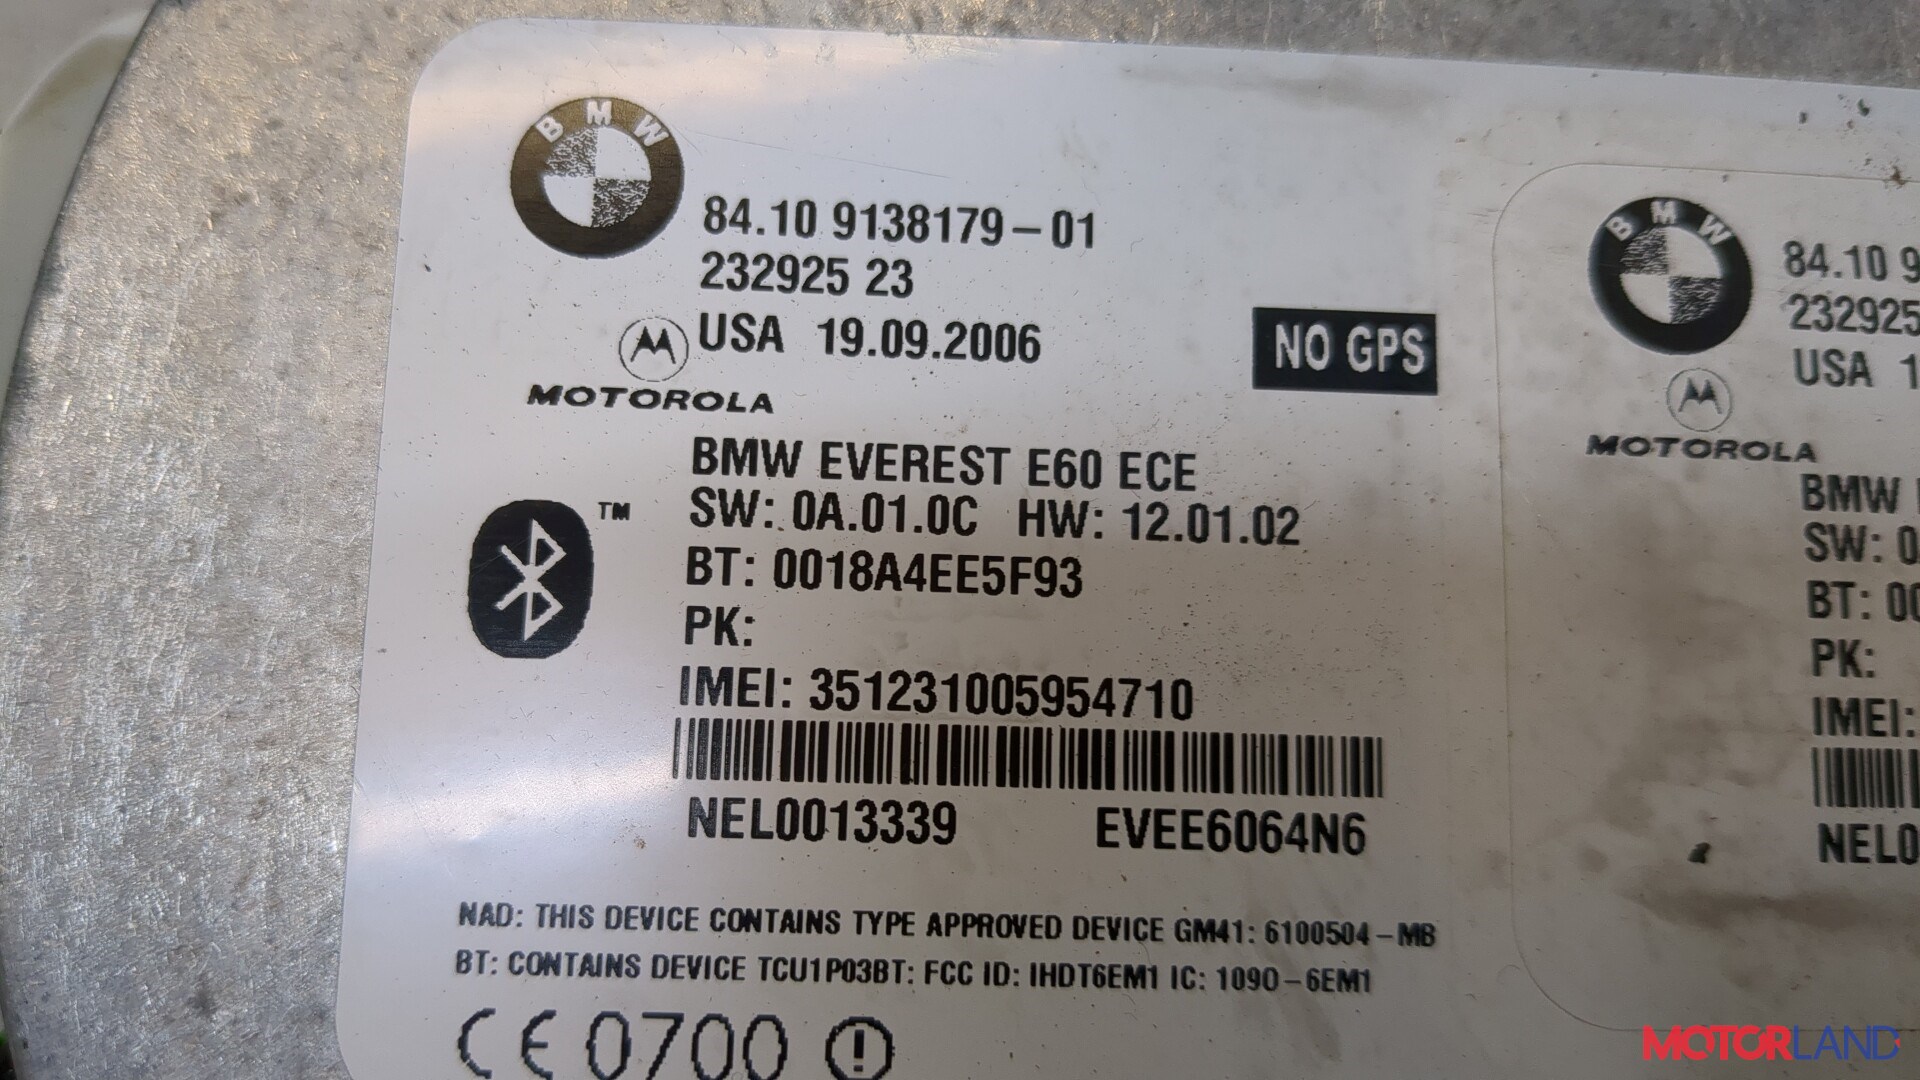 BMW
84.10 9138179-01
232925 23
USA 19.09.2006
MOTOROLA
NO GPS
BMW EVEREST E60 ECE
SW: 0A.01.0C HW: 12.01.02
TM
BT: 0018A4EE5F93
PK:
IMEI: 351231005954710
NEL0013339 EVEE6064N6
NAD: THIS DEVICE CONTAINS TYPE APPROVED DEVICE GM41: 6100504-MB
BT: CONTAINS DEVICE TCU1P03BT: FCC ID: IHDT6EM1 IC: 1090-6EM1
CE 0700
BMW
84.10 9
232925
USA 1
MOTOROLA
BMW
SW: 0
BT: 00
PK:
IMEI:
NEL0
MOTORLAND